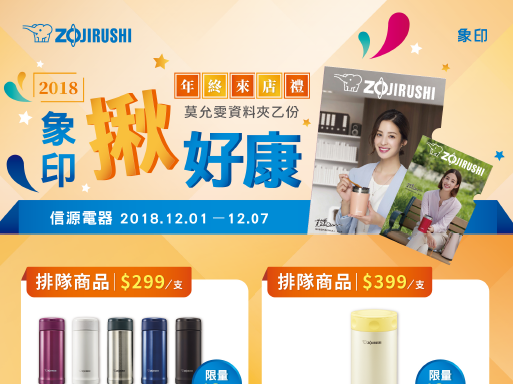 ZOJIRUSHI
象印
2018
年終來店禮
莫允雯資料夾乙份
象印
揪好康
信源電器 2018.12.01－12.07
ZOJIRUSHI
ZOJIRUSHI
排隊商品 $299/支
排隊商品 $399/支
限量
限量